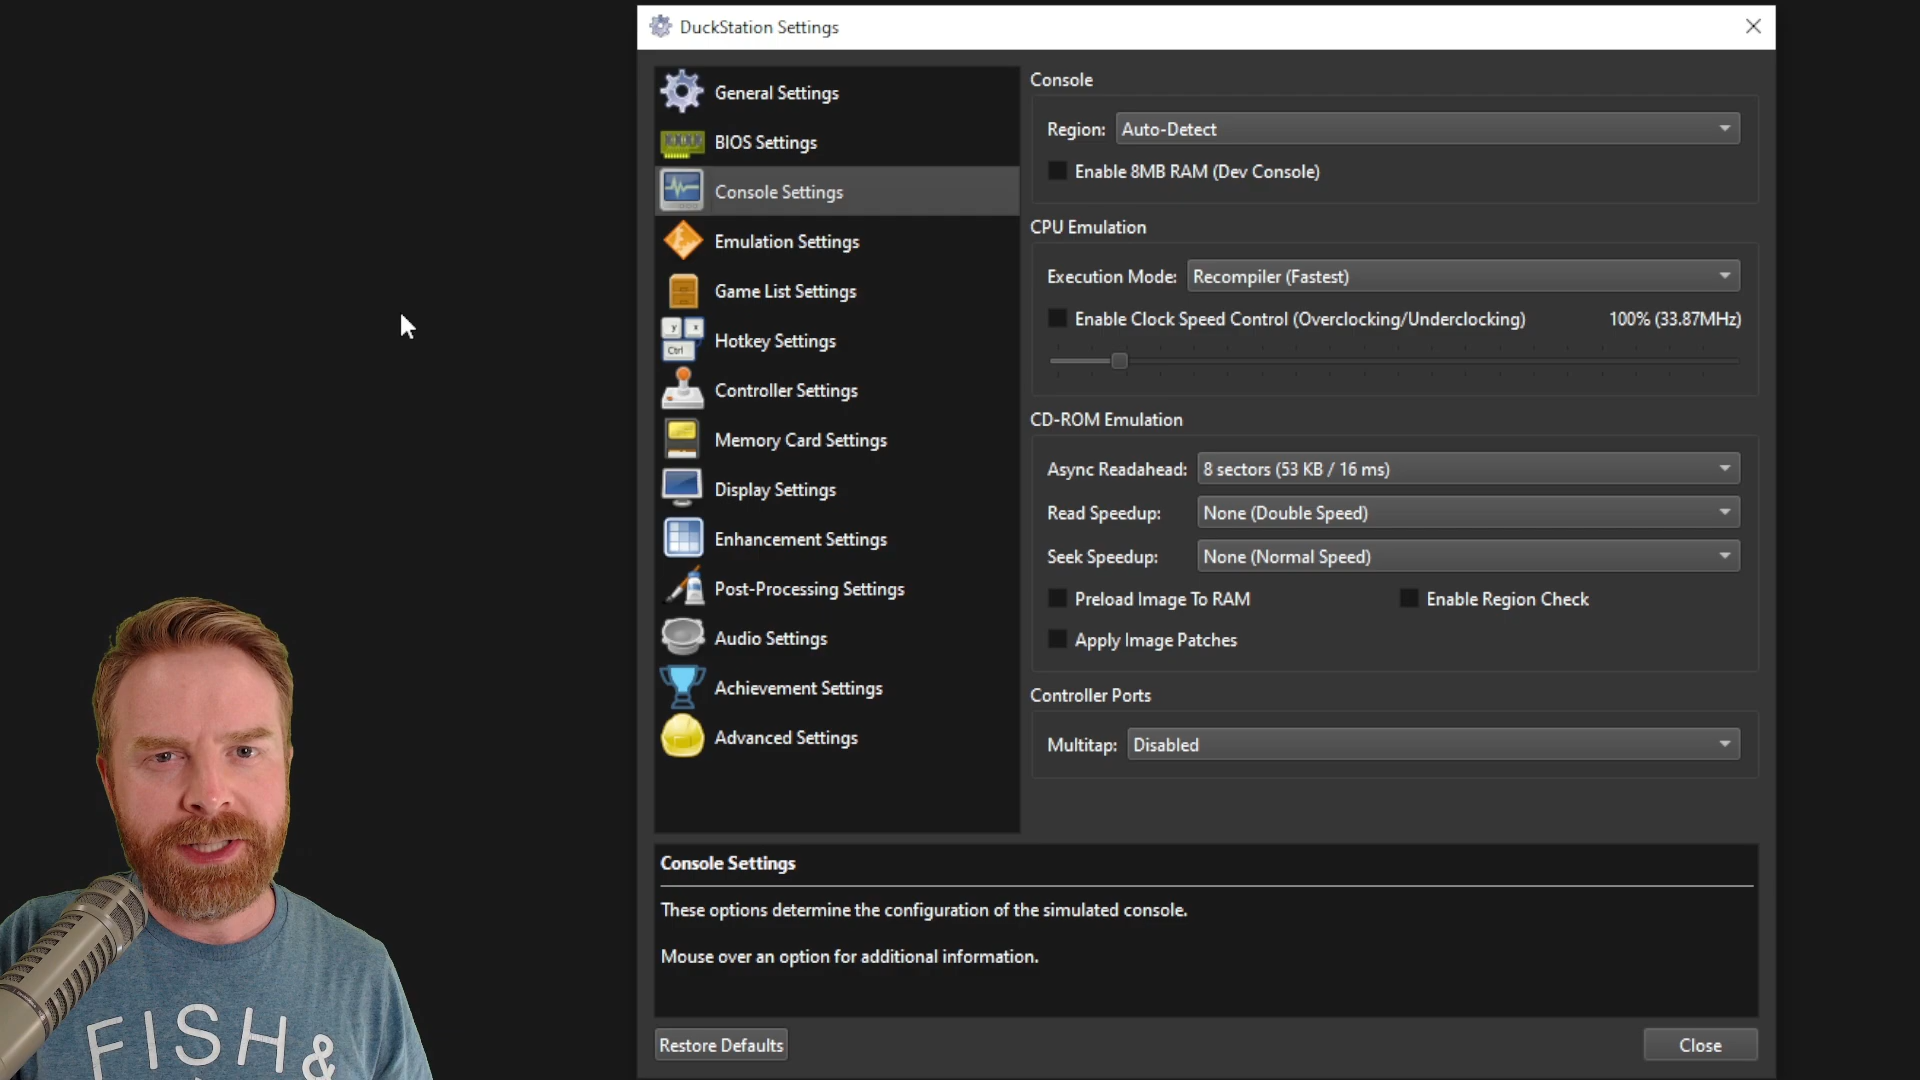 DuckStation Settings
General Settings
BIOS Settings
Console Settings
Emulation Settings
Game List Settings
y x
Ctrl
Hotkey Settings
Controller Settings
Memory Card Settings
Display Settings
Enhancement Settings
Post-Processing Settings
Audio Settings
Achievement Settings
Advanced Settings
Console
Region: Auto-Detect
Enable 8MB RAM (Dev Console)
CPU Emulation
Execution Mode: Recompiler (Fastest)
Enable Clock Speed Control (Overclocking/Underclocking) 100% (33.87MHz)
CD-ROM Emulation
Async Readahead: 8 sectors (53 KB / 16 ms)
Read Speedup: None (Double Speed)
Seek Speedup: None (Normal Speed)
Preload Image To RAM Enable Region Check
Apply Image Patches
Controller Ports
Multitap: Disabled
Console Settings
These options determine the configuration of the simulated console.
Mouse over an option for additional information.
Restore Defaults Close
FISH &